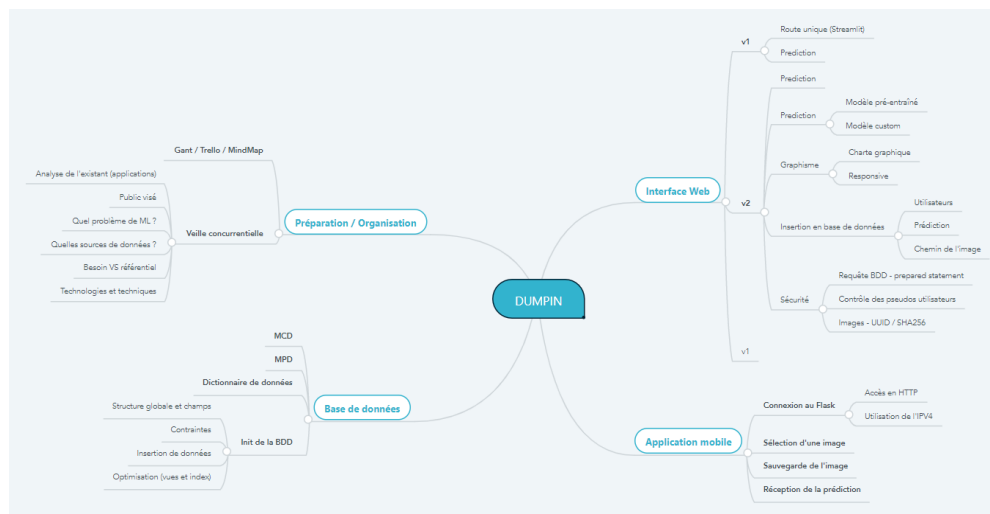 DUMPIN
Préparation / Organisation
Gant / Trello / MindMap
Veille concurrentielle
Analyse de l'existant (applications)
Public visé
Quel problème de ML ?
Quelles sources de données ?
Besoin VS référentiel
Technologies et techniques
Base de données
MCD
MPD
Dictionnaire de données
Init de la BDD
Structure globale et champs
Contraintes
Insertion de données
Optimisation (vues et index)
Interface Web
v1
Route unique (Streamlit)
Prediction
v2
Prediction
Prediction
Modèle pré-entraîné
Modèle custom
Graphisme
Charte graphique
Responsive
Insertion en base de données
Utilisateurs
Prédiction
Chemin de l'image
Sécurité
Requête BDD - prepared statement
Contrôle des pseudos utilisateurs
Images - UUID / SHA256
v1
Application mobile
Connexion au Flask
Accès en HTTP
Utilisation de l'IPV4
Sélection d'une image
Sauvegarde de l'image
Réception de la prédiction